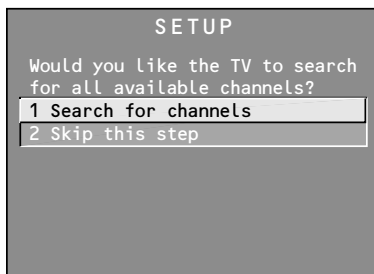 SETUP
Would you like the TV to search
for all available channels?
1 Search for channels
2 Skip this step